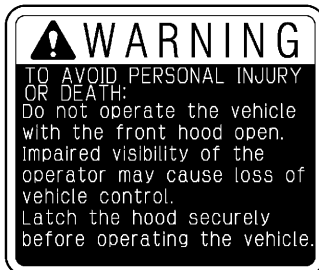 WARNING
TO AVOID PERSONAL INJURY
OR DEATH:
Do not operate the vehicle
with the front hood open.
Impaired visibility of the
operator may cause loss of
vehicle control.
Latch the hood securely
before operating the vehicle.